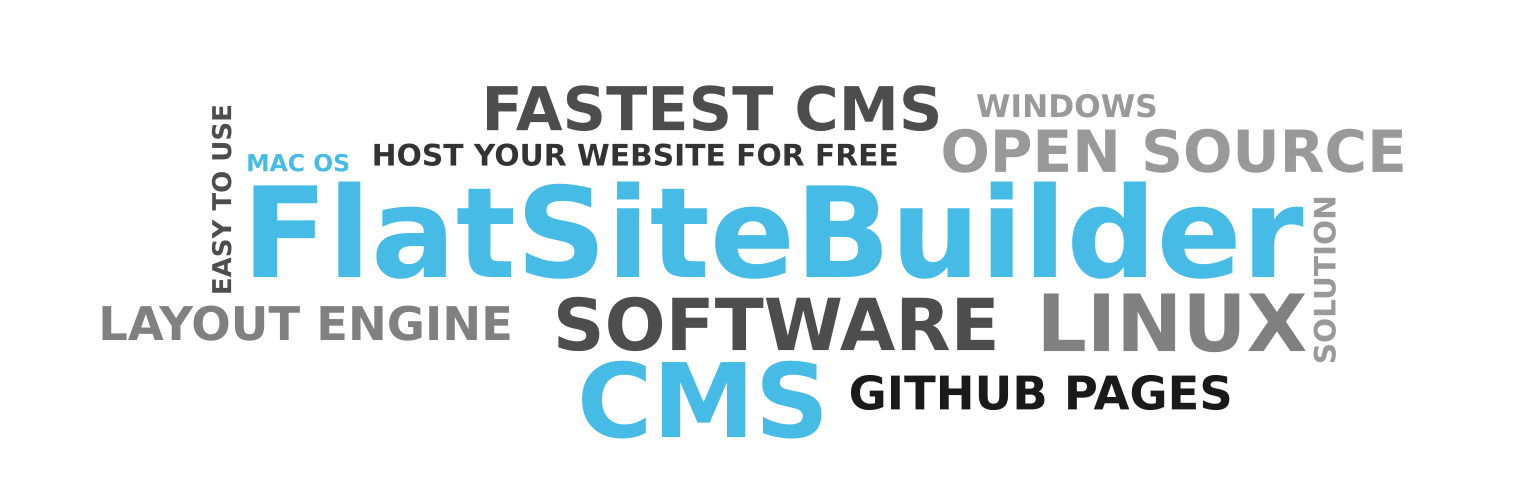 FASTEST CMS
WINDOWS
EASY TO USE
MAC OS
HOST YOUR WEBSITE FOR FREE
OPEN SOURCE
FlatSiteBuilder
SOLUTION
LAYOUT ENGINE
SOFTWARE
LINUX
CMS
GITHUB PAGES